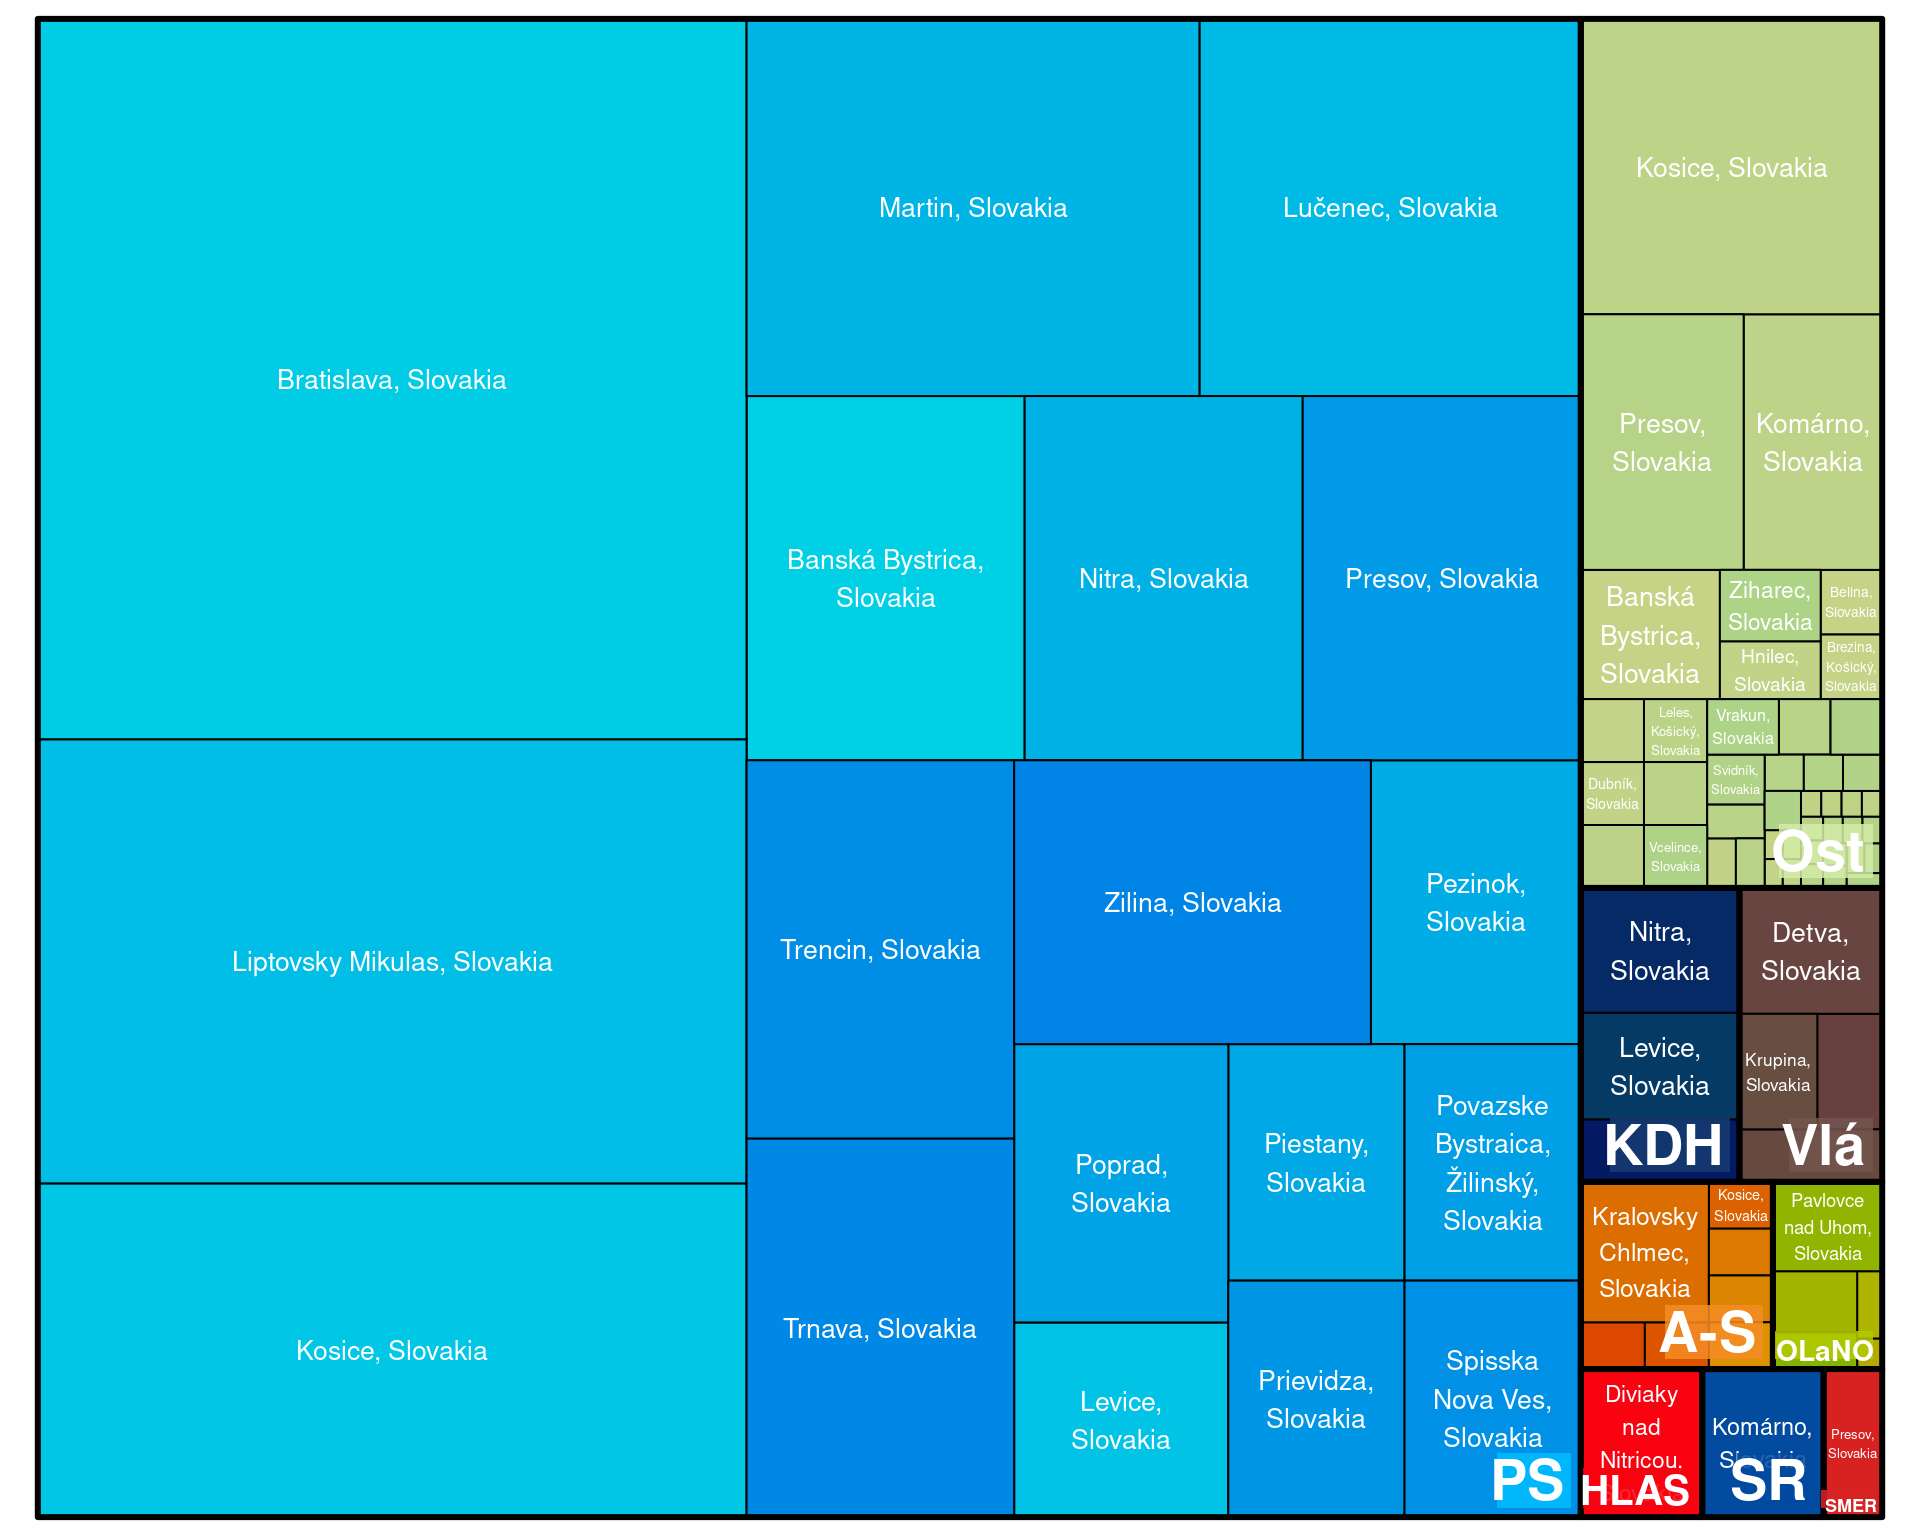 Bratislava, Slovakia
Liptovsky Mikulas, Slovakia
Kosice, Slovakia
Martin, Slovakia
Lučenec, Slovakia
Banská Bystrica,
Slovakia
Nitra, Slovakia
Presov, Slovakia
Trencin, Slovakia
Trnava, Slovakia
Zilina, Slovakia
Pezinok,
Slovakia
Poprad,
Slovakia
Levice,
Slovakia
Piestany,
Slovakia
Povazske
Bystraica,
Žilinský,
Slovakia
Prievidza,
Slovakia
Spisska
Nova Ves,
Slovakia
PS
Kosice, Slovakia
Presov,
Slovakia
Komárno,
Slovakia
Banská
Bystrica,
Slovakia
Ziharec,
Slovakia
Hnilec,
Slovakia
Belina,
Slovakia
Brezina,
Košický,
Slovakia
Leles,
Košický,
Slovakia
Vrakun,
Slovakia
Dubník,
Slovakia
Svidník,
Slovakia
Vcelince,
Slovakia
Ost
Nitra,
Slovakia
Levice,
Slovakia
KDH
Detva,
Slovakia
Krupina,
Slovakia
Vlá
Kralovsky
Chlmec,
Slovakia
Kosice,
Slovakia
A-S
Pavlovce
nad Uhom,
Slovakia
OLaNO
Diviaky
nad
Nitricou.
HLAS
Komárno,
Slovakia
SR
Presov,
Slovakia
SMER